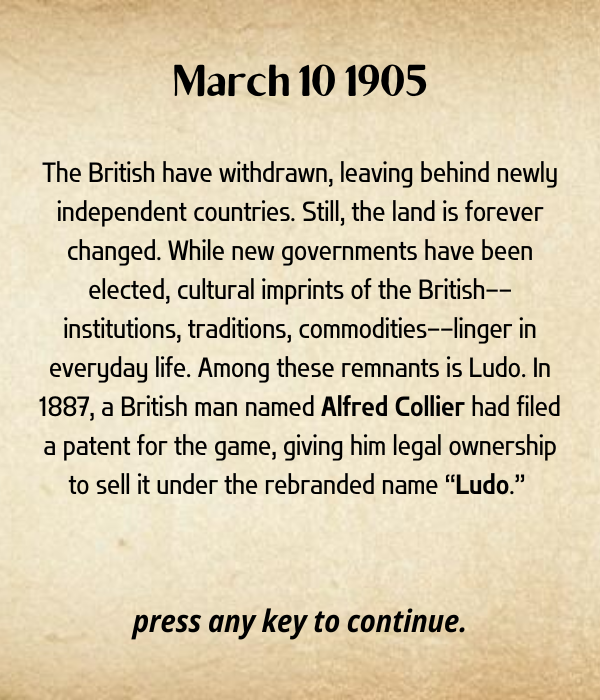 March 10 1905
The British have withdrawn, leaving behind newly
independent countries. Still, the land is forever
changed. While new governments have been
elected, cultural imprints of the British--
institutions, traditions, commodities--linger in
everyday life. Among these remnants is Ludo. In
1887, a British man named Alfred Collier had filed
a patent for the game, giving him legal ownership
to sell it under the rebranded name “Ludo.”
press any key to continue.